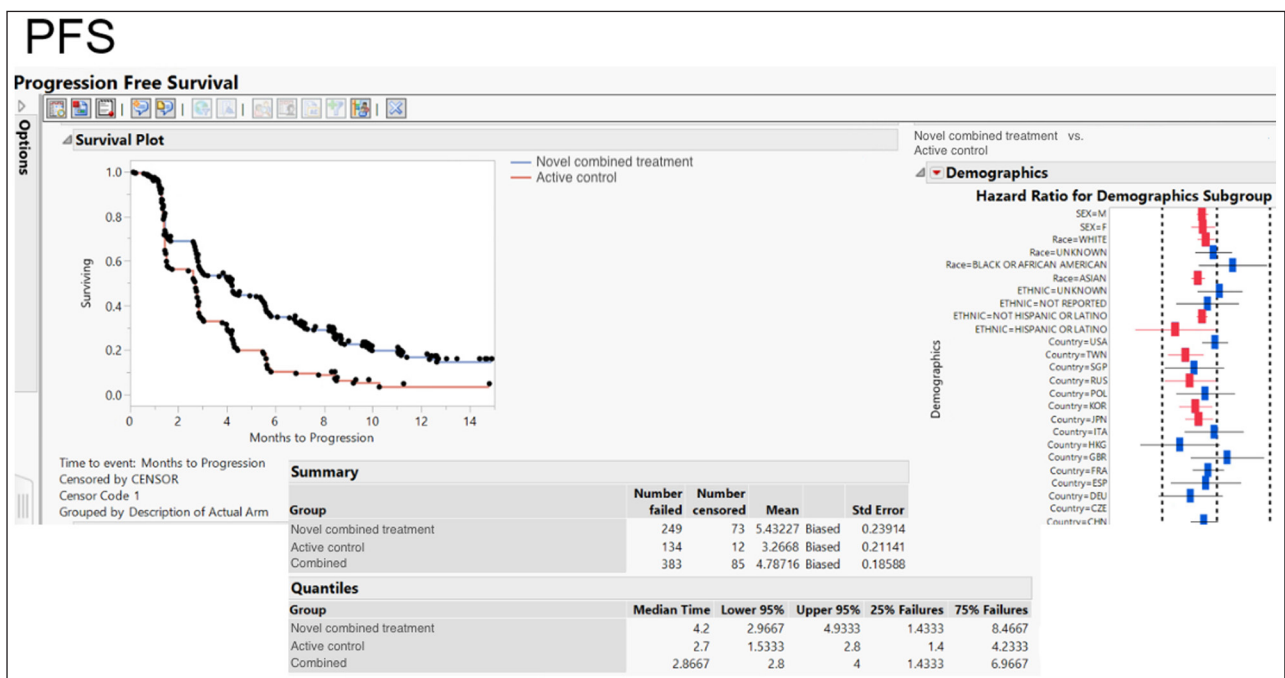 PFS
Progression Free Survival
Options
Survival Plot
Novel combined treatment
Active control
1.0
0.8
0.6
0.4
0.2
0.0
Surviving
0 2 4 6 8 10 12 14
Months to Progression
Time to event: Months to Progression
Censored by CENSOR
Censor Code 1
Grouped by Description of Actual Arm
Novel combined treatment vs.
Active control
Demographics
Hazard Ratio for Demographics Subgroup
Demographics
SEX=M
SEX=F
Race=WHITE
Race=UNKNOWN
Race=BLACK OR AFRICAN AMERICAN
Race=ASIAN
ETHNIC=UNKNOWN
ETHNIC=NOT REPORTED
ETHNIC=NOT HISPANIC OR LATINO
ETHNIC=HISPANIC OR LATINO
Country=USA
Country=TWN
Country=SGP
Country=RUS
Country=POL
Country=KOR
Country=JPN
Country=ITA
Country=HKG
Country=GBR
Country=FRA
Country=ESP
Country=DEU
Country=CZE
Country=CHN
Summary
Group Number failed Number censored Mean Std Error
Novel combined treatment 249 73 5.43227 Biased 0.23914
Active control 134 12 3.2668 Biased 0.21141
Combined 383 85 4.78716 Biased 0.18588
Quantiles
Group Median Time Lower 95% Upper 95% 25% Failures 75% Failures
Novel combined treatment 4.2 2.9667 4.9333 1.4333 8.4667
Active control 2.7 1.5333 2.8 1.4 4.2333
Combined 2.8667 2.8 4 1.4333 6.9667